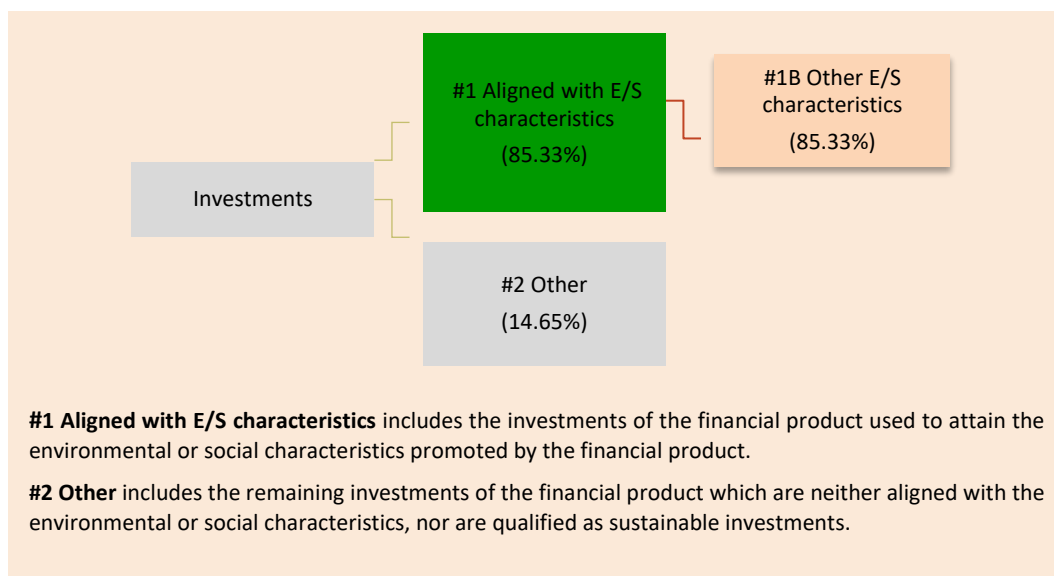 #1 Aligned with E/S
characteristics
(85.33%)
#1B Other E/S
characteristics
(85.33%)
Investments
#2 Other
(14.65%)
#1 Aligned with E/S characteristics includes the investments of the financial product used to attain the
environmental or social characteristics promoted by the financial product.
#2 Other includes the remaining investments of the financial product which are neither aligned with the
environmental or social characteristics, nor are qualified as sustainable investments.